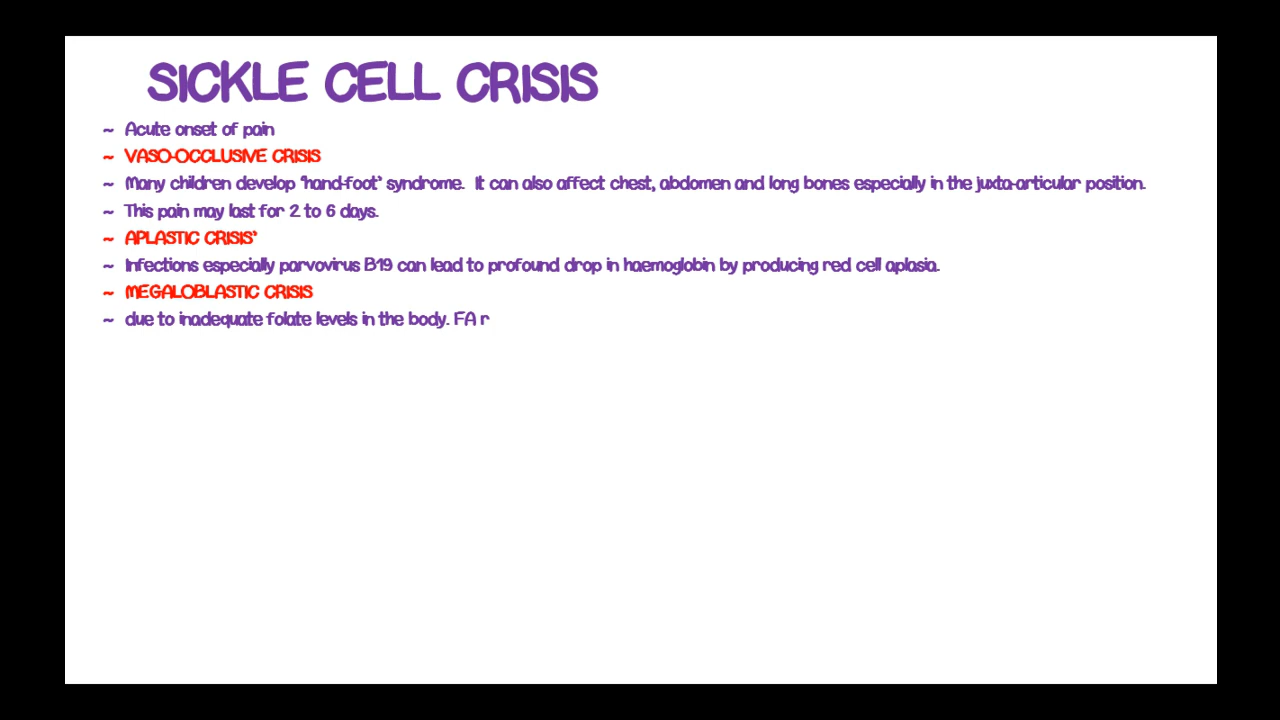 SICKLE CELL CRISIS
~ Acute onset of pain
~ VASO-OCCLUSIVE CRISIS
~ Many children develop 'hand-foot' syndrome. It can also affect chest, abdomen and long bones especially in the juxta-articular position.
~ This pain may last for 2 to 6 days.
~ APLASTIC CRISIS'
~ Infections especially parvovirus B19 can lead to profound drop in haemoglobin by producing red cell aplasia.
~ MEGALOBLASTIC CRISIS
~ due to inadequate folate levels in the body. FA r